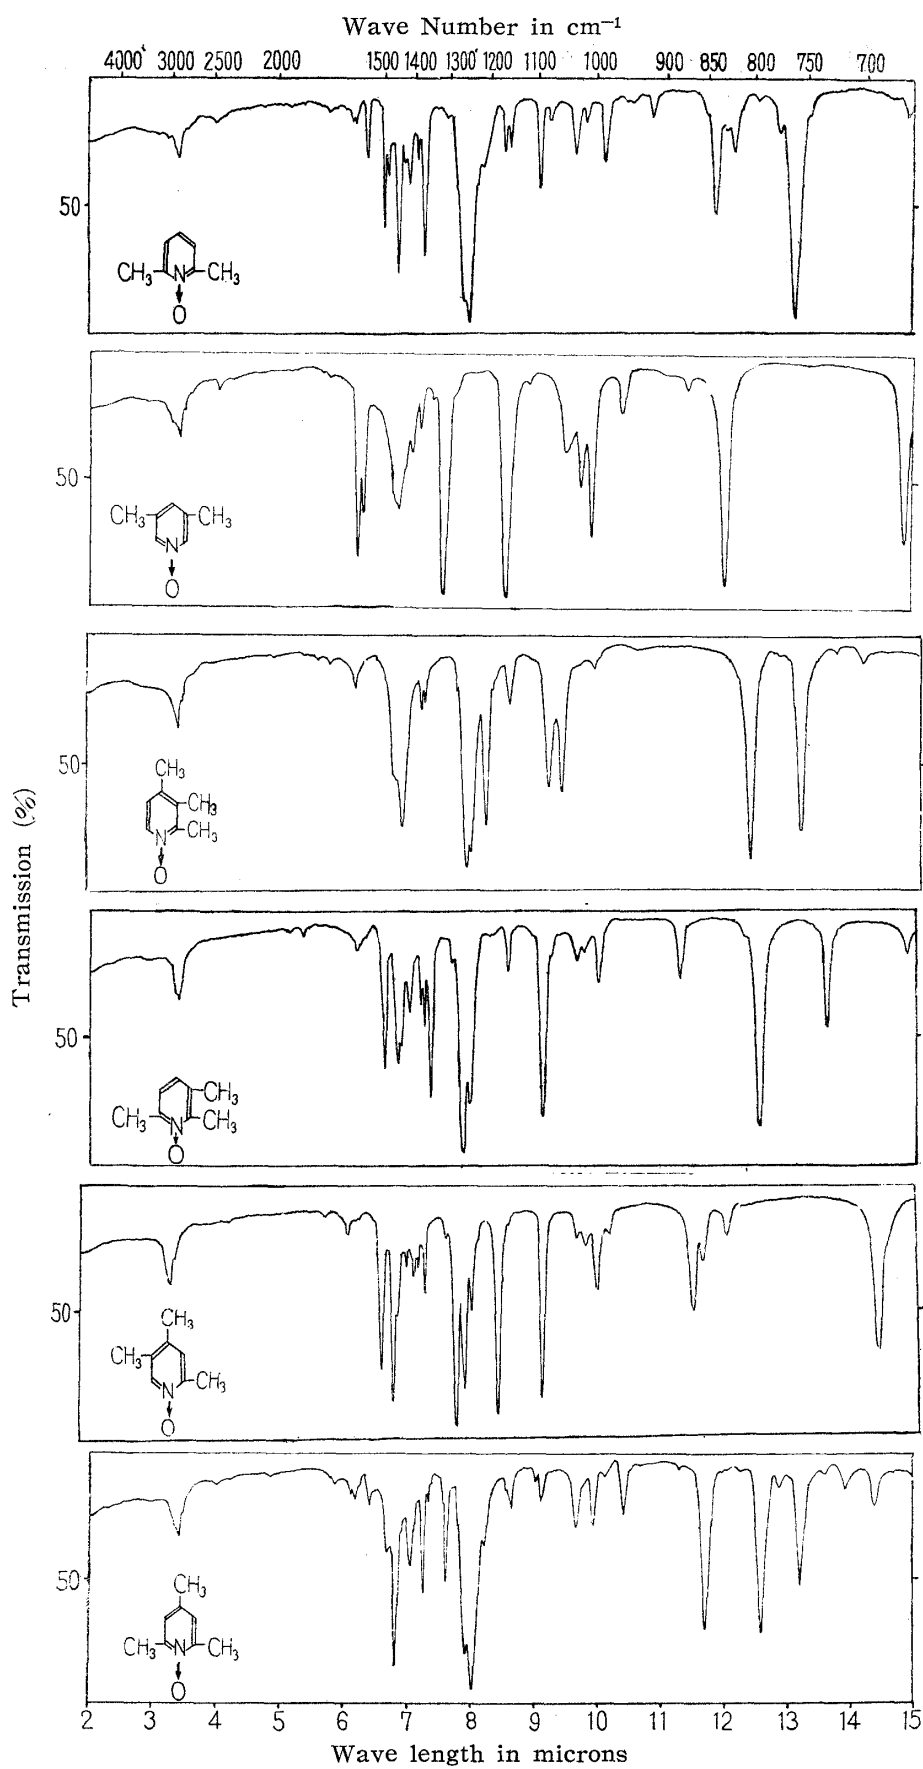 Wave Number in cm⁻¹
4000 3000 2500 2000 1500 1400 1300 1200 1100 1000 900 850 800 750 700
50
CH₃ N CH₃
O
50
CH₃ CH₃
N
O
50
CH₃
CH₃
N CH₃
O
Transmission (%)
50
CH₃
CH₃ N CH₃
O
50
CH₃
CH₃
N CH₃
O
50
CH₃
CH₃ N CH₃
O
2 3 4 5 6 7 8 9 10 11 12 13 14 15
Wave length in microns